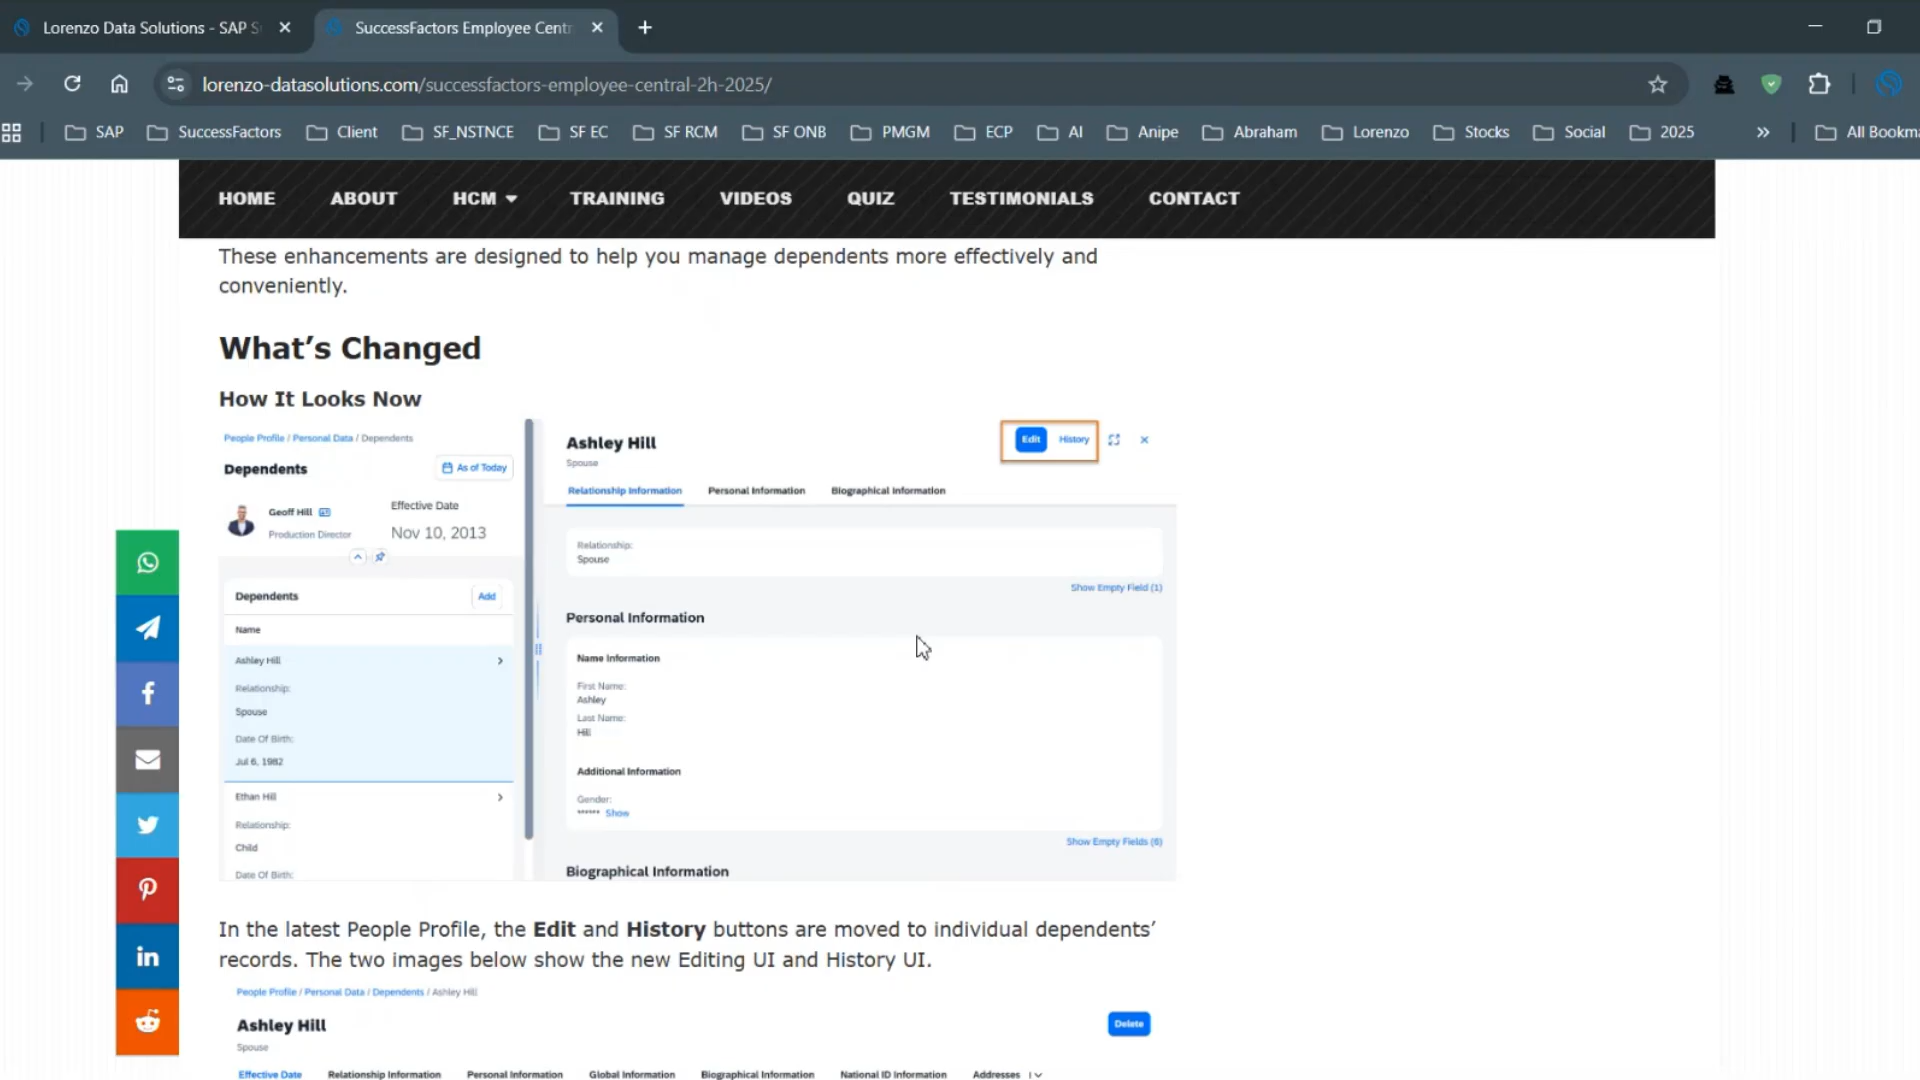 Lorenzo Data Solutions - SAP S
SuccessFactors Employee Cent
lorenzo-datasolutions.com/successfactors-employee-central-2h-2025/
SAP
SuccessFactors
Client
SF_NSTNCE
SF EC
SF RCM
SF ONB
PMGM
ECP
AI
Anipe
Abraham
Lorenzo
Stocks
Social
2025
All Bookma
HOME
ABOUT
HCM
TRAINING
VIDEOS
QUIZ
TESTIMONIALS
CONTACT
These enhancements are designed to help you manage dependents more effectively and
conveniently.
What's Changed
How It Looks Now
People Profile / Personal Data / Dependents
Dependents
As of Today
Geoff Hill
Production Director
Effective Date
Nov 10, 2013
Dependents
Add
Name
Ashley Hill
Relationship:
Spouse
Date Of Birth:
Jul 6, 1982
Ethan Hill
Relationship:
Child
Date Of Birth:
Ashley Hill
Spouse
Edit
History
Relationship Information
Personal Information
Biographical Information
Relationship:
Spouse
Show Empty Field (1)
Personal Information
Name Information
First Name:
Ashley
Last Name:
Hill
Additional Information
Gender:
****** Show
Show Empty Fields (6)
Biographical Information
In the latest People Profile, the Edit and History buttons are moved to individual dependents'
records. The two images below show the new Editing UI and History UI.
People Profile / Personal Data / Dependents / Ashley Hill
Ashley Hill
Delete
Spouse
Effective Date
Relationship Information
Personal Information
Global Information
Biographical Information
National ID Information
Addresses